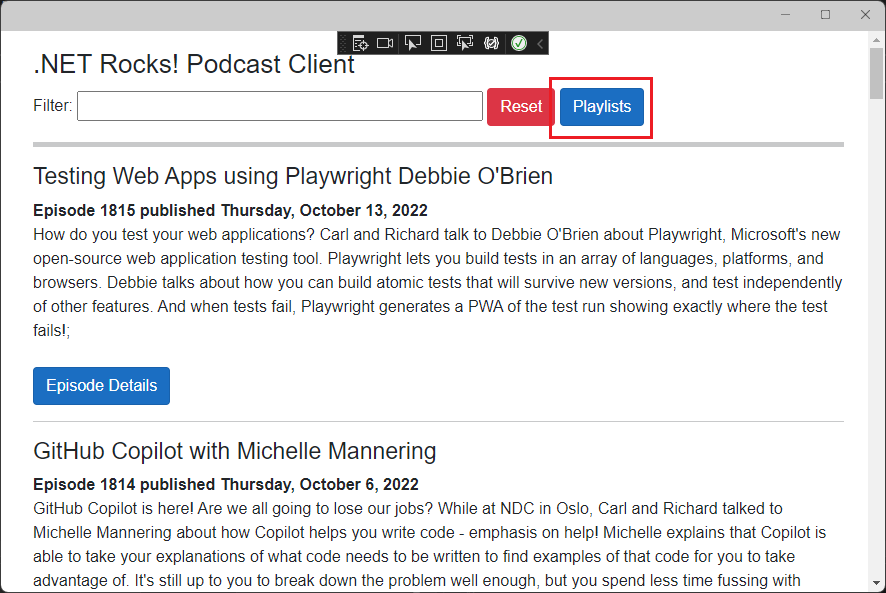 .NET Rocks! Podcast Client
Filter: Reset Playlists
Testing Web Apps using Playwright Debbie O'Brien
Episode 1815 published Thursday, October 13, 2022
How do you test your web applications? Carl and Richard talk to Debbie O'Brien about Playwright, Microsoft's new
open-source web application testing tool. Playwright lets you build tests in an array of languages, platforms, and
browsers. Debbie talks about how you can build atomic tests that will survive new versions, and test independently
of other features. And when tests fail, Playwright generates a PWA of the test run showing exactly where the test
fails!;
Episode Details
GitHub Copilot with Michelle Mannering
Episode 1814 published Thursday, October 6, 2022
GitHub Copilot is here! Are we all going to lose our jobs? While at NDC in Oslo, Carl and Richard talked to
Michelle Mannering about how Copilot helps you write code - emphasis on help! Michelle explains that Copilot is
able to take your explanations of what code needs to be written to find examples of that code for you to take
advantage of. It's still up to you to break down the problem well enough, but you spend less time fussing with